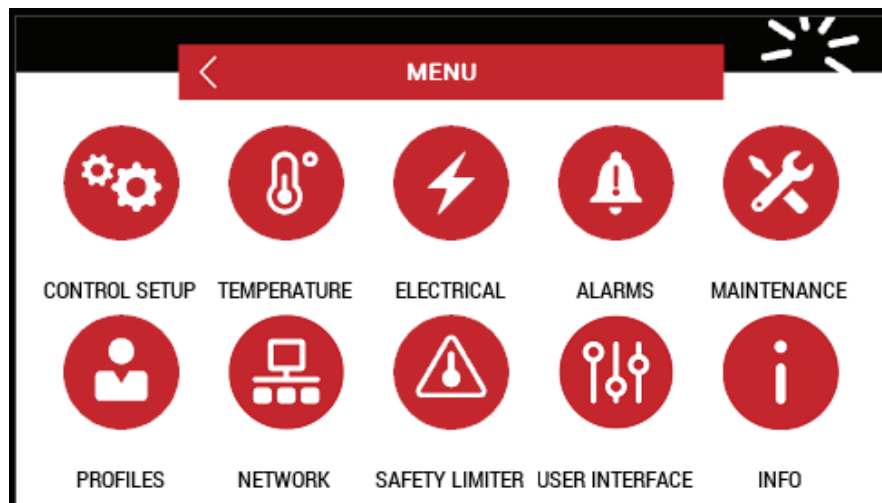 MENU
CONTROL SETUP TEMPERATURE ELECTRICAL ALARMS MAINTENANCE
PROFILES NETWORK SAFETY LIMITER USER INTERFACE INFO